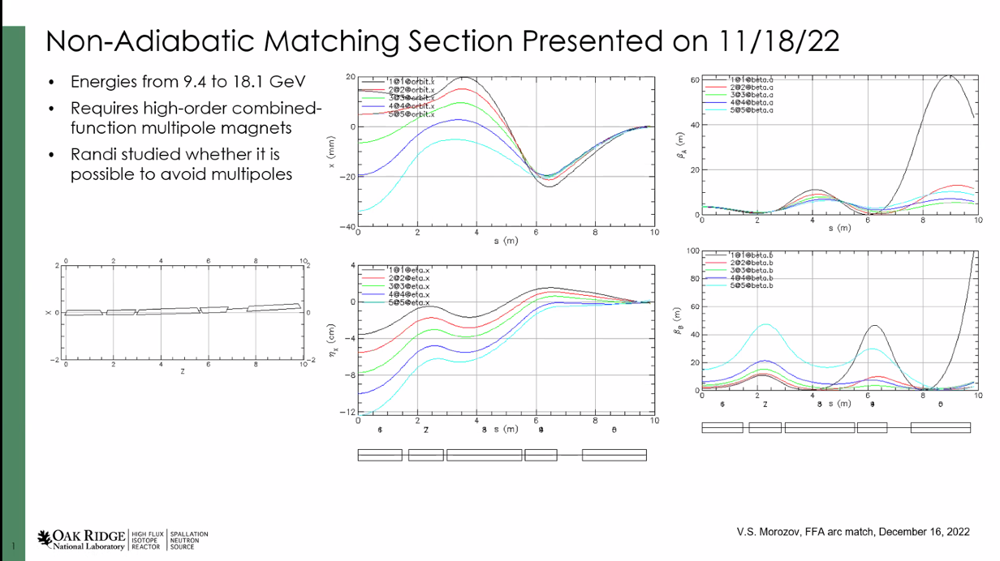 Non-Adiabatic Matching Section Presented on 11/18/22
• Energies from 9.4 to 18.1 GeV
• Requires high-order combined-
function multipole magnets
• Randi studied whether it is
possible to avoid multipoles
20
0
−20
−40
x (mm)
1@1@orbit.x
2@2@orbit.x
3@3@orbit.x
4@4@orbit.x
5@5@orbit.x
0 2 4 6 8 10
s (m)
60
40
20
0
β_A (m)
1@1@beta.a
2@2@beta.a
3@3@beta.a
4@4@beta.a
5@5@beta.a
0 2 4 6 8 10
s (m)
0 2 4 6 8 10
2 2
X 0 0
−2 −2
0 2 4 6 8 10
Z
4
0
−4
−8
−12
η_X (cm)
1@1@eta.x
2@2@eta.x
3@3@eta.x
4@4@eta.x
5@5@eta.x
0 2 4 6 8 10
s (m)
100
80
60
40
20
0
β_B (m)
1@1@beta.b
2@2@beta.b
3@3@beta.b
4@4@beta.b
5@5@beta.b
0 2 4 6 8 10
s (m)
1
OAK RIDGE
National Laboratory
HIGH FLUX
ISOTOPE
REACTOR
SPALLATION
NEUTRON
SOURCE
V.S. Morozov, FFA arc match, December 16, 2022